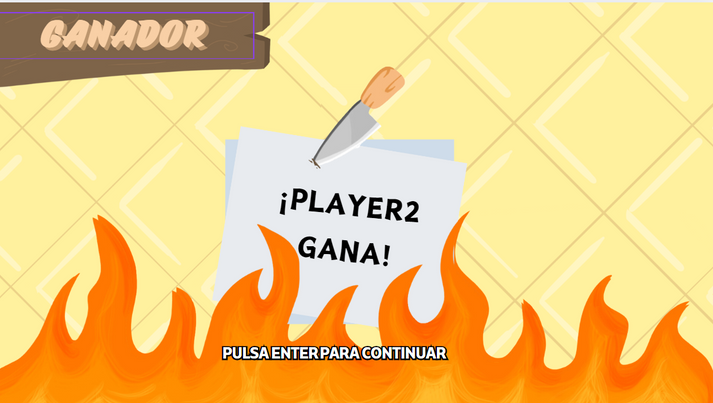 GANADOR
¡PLAYER2
GANA!
PULSA ENTER PARA CONTINUAR